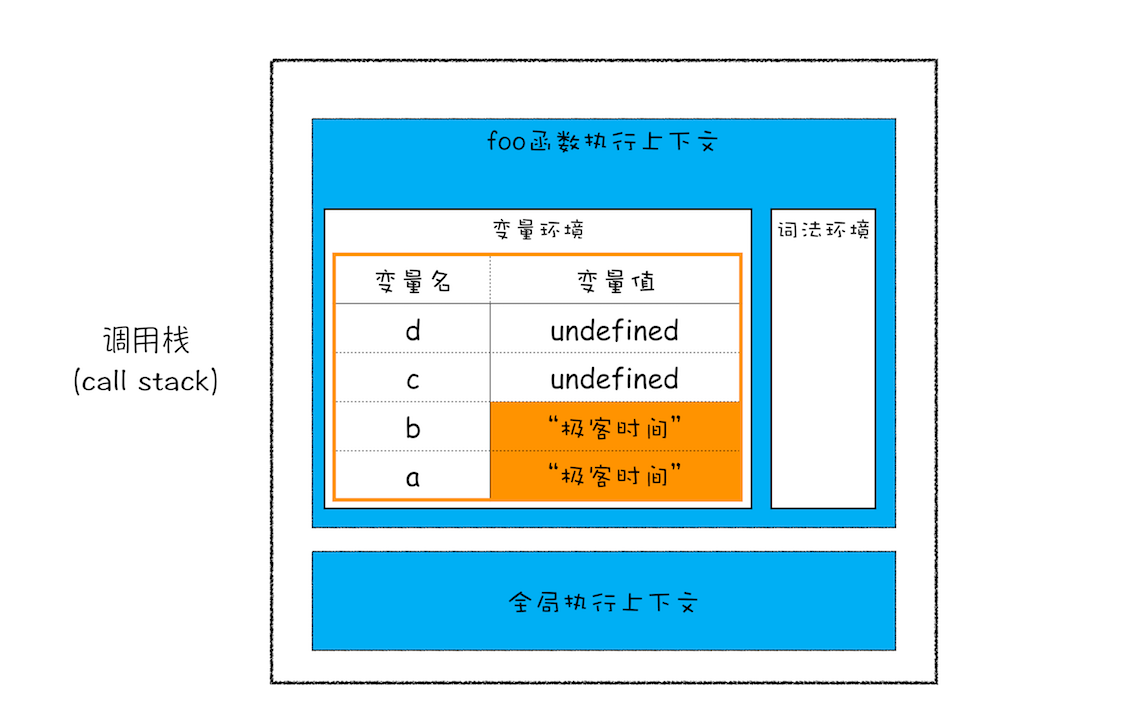 foo函数执行上下文
变量环境
词法环境
变量名 变量值
d undefined
c undefined
b “极客时间”
a “极客时间”
调用栈
(call stack)
全局执行上下文